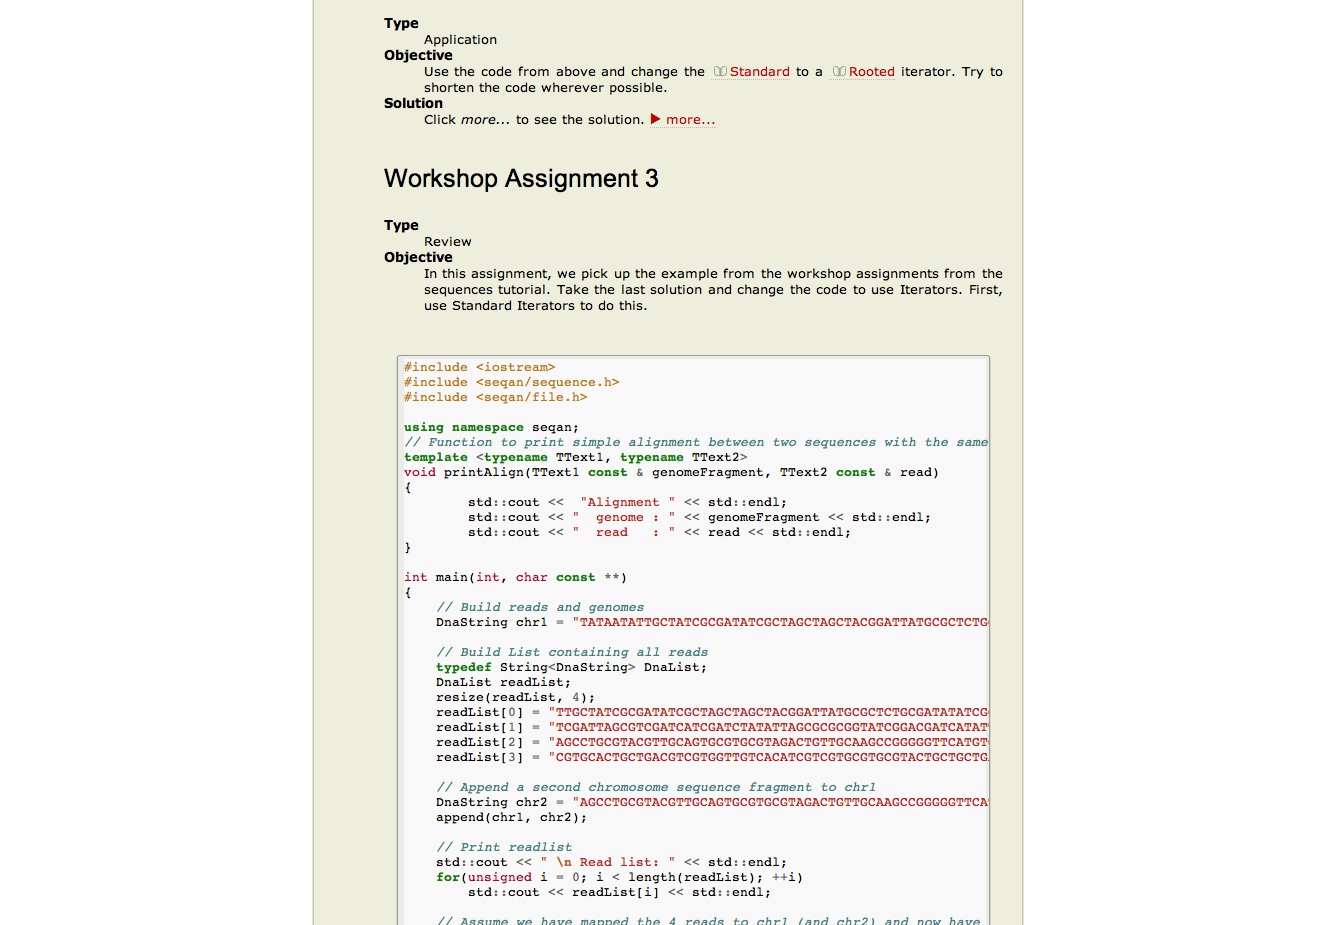 Type
Application
Objective
Use the code from above and change the Standard to a Rooted iterator. Try to
shorten the code wherever possible.
Solution
Click more... to see the solution. more...
Workshop Assignment 3
Type
Review
Objective
In this assignment, we pick up the example from the workshop assignments from the
sequences tutorial. Take the last solution and change the code to use Iterators. First,
use Standard Iterators to do this.
#include <iostream>
#include <seqan/sequence.h>
#include <seqan/file.h>
using namespace seqan;
// Function to print simple alignment between two sequences with the same
template <typename TText1, typename TText2>
void printAlign(TText1 const & genomeFragment, TText2 const & read)
{
std::cout <<  "Alignment " << std::endl;
std::cout << "  genome : " << genomeFragment << std::endl;
std::cout << "  read   : " << read << std::endl;
}
int main(int, char const **)
{
// Build reads and genomes
DnaString chr1 = "TATAATATTGCTATCGCGATATCGCTAGCTAGCTACGGATTATGCGCTCTG
// Build List containing all reads
typedef String<DnaString> DnaList;
DnaList readList;
resize(readList, 4);
readList[0] = "TTGCTATCGCGATATCGCTAGCTAGCTACGGATTATGCGCTCTGCGATATATCG
readList[1] = "TCGATTAGCGTCGATCATCGATCTATATTAGCGCGCGGTATCGGACGATCATAT
readList[2] = "AGCCTGCGTACGTTGCAGTGCGTGCGTAGACTGTTGCAAGCCGGGGGTTCATGT
readList[3] = "CGTGCACTGCTGACGTCGTGGTTGTCACATCGTCGTGCGTGCGTACTGCTGCTG
// Append a second chromosome sequence fragment to chr1
DnaString chr2 = "AGCCTGCGTACGTTGCAGTGCGTGCGTAGACTGTTGCAAGCCGGGGGTTCA
append(chr1, chr2);
// Print readlist
std::cout << " \n Read list: " << std::endl;
for(unsigned i = 0; i < length(readList); ++i)
std::cout << readList[i] << std::endl;
// Assume we have mapped the 4 reads to chr1 (and chr2) and now have